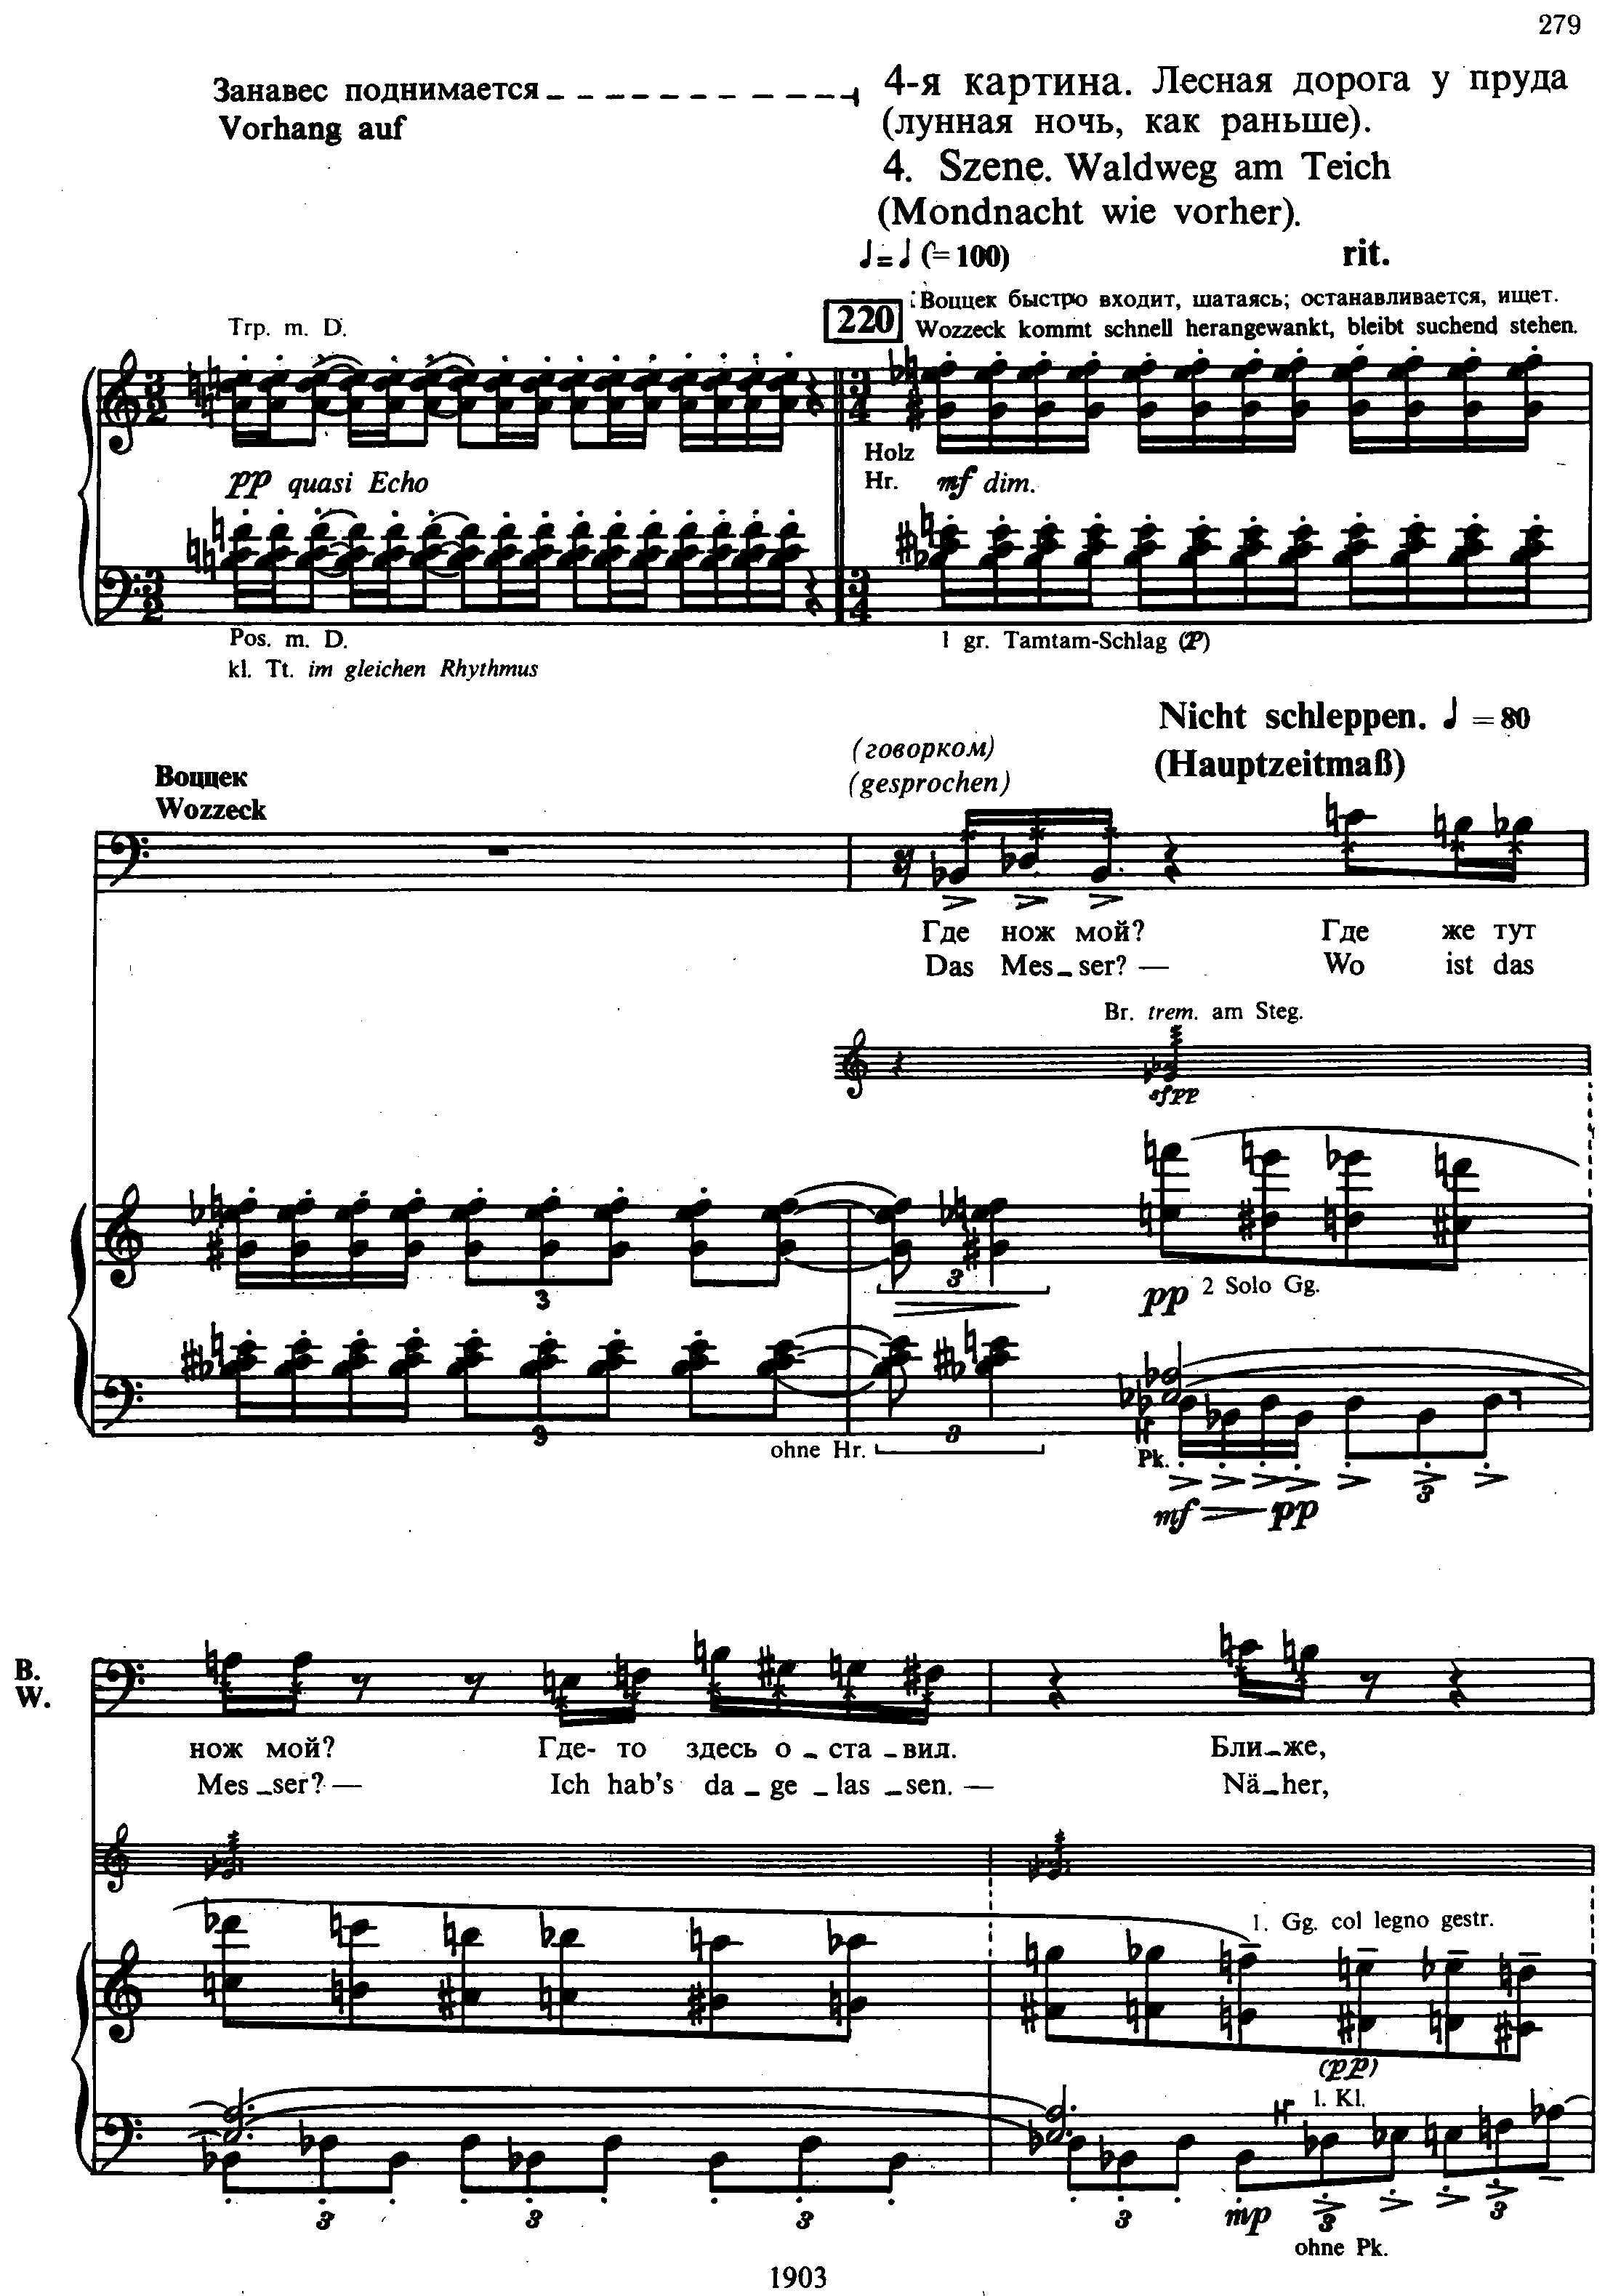 279
Занавес поднимается
Vorhang auf
4-я картина. Лесная дорога у пруда
(лунная ночь, как раньше).
4. Szene. Waldweg am Teich
(Mondnacht wie vorher).
♩=♩ (=100)
rit.
220
Воццек быстро входит, шатаясь; останавливается, ищет.
Wozzeck kommt schnell herangewankt, bleibt suchend stehen.
Trp. m. D.
pp quasi Echo
Holz
Hr.
mf dim.
Pos. m. D.
kl. Tt. im gleichen Rhythmus
1 gr. Tamtam-Schlag (p)
Nicht schleppen. ♩=80
(Hauptzeitmaß)
(говорком)
(gesprochen)
Воццек
Wozzeck
Где нож мой? Где же тут
Das Mes_ser? — Wo ist das
Br. trem. am Steg.
sfpp
3
pp 2 Solo Gg.
3
3
ohne Hr.
3
H
Pk.
3
mf pp
В.
W.
нож мой? Где- то здесь о_ста_вил. Бли_же,
Mes_ser? — Ich hab's da_ge_las_sen. — Nä_her,
1. Gg. col legno gestr.
(pp)
1. Kl.
H
3 3 3 3 mp 3 3
ohne Pk.
1903